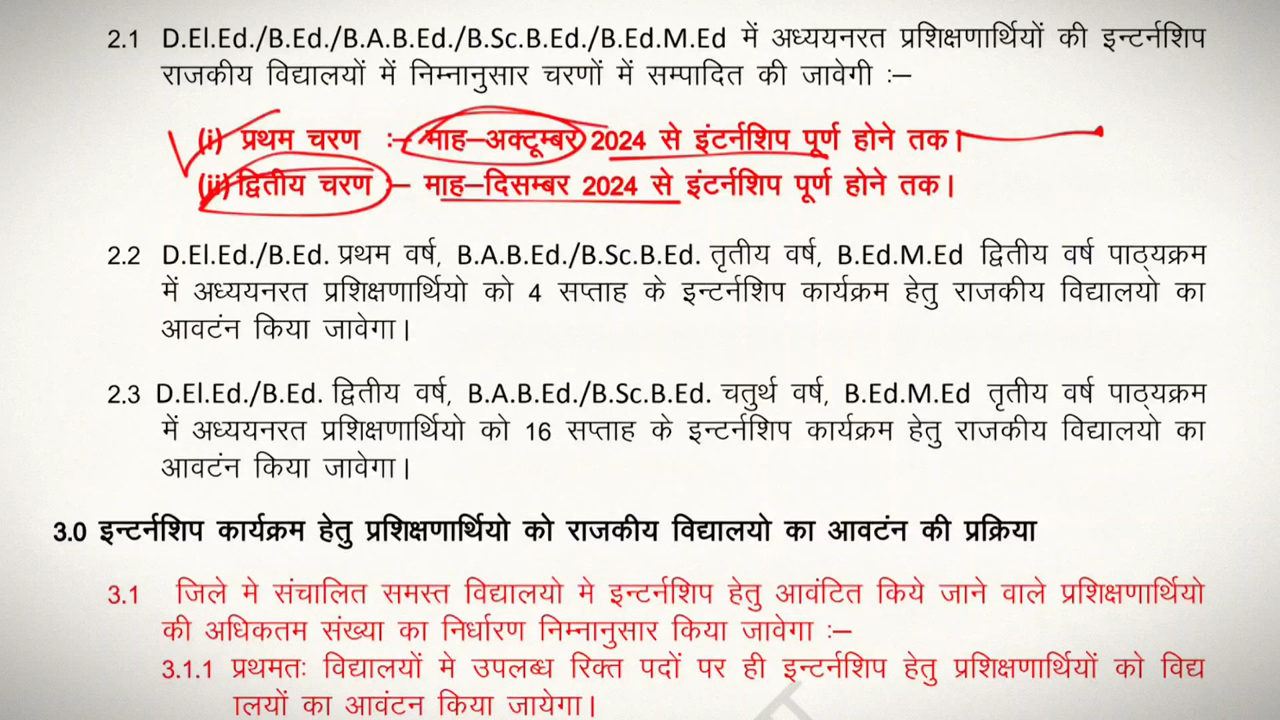 2.1 D.El.Ed./B.Ed./B.A.B.Ed./B.Sc.B.Ed./B.Ed.M.Ed में अध्ययनरत प्रशिक्षणार्थियों की इन्टर्नशिप
राजकीय विद्यालयों में निम्नानुसार चरणों में सम्पादित की जावेगी :–
(i) प्रथम चरण :– माह–अक्टूम्बर 2024 से इंटर्नशिप पूर्ण होने तक।
(ii) द्वितीय चरण :– माह–दिसम्बर 2024 से इंटर्नशिप पूर्ण होने तक।
2.2 D.El.Ed./B.Ed. प्रथम वर्ष, B.A.B.Ed./B.Sc.B.Ed. तृतीय वर्ष, B.Ed.M.Ed द्वितीय वर्ष पाठ्यक्रम
में अध्ययनरत प्रशिक्षणार्थियो को 4 सप्ताह के इन्टर्नशिप कार्यक्रम हेतु राजकीय विद्यालयो का
आवटंन किया जावेगा।
2.3 D.El.Ed./B.Ed. द्वितीय वर्ष, B.A.B.Ed./B.Sc.B.Ed. चतुर्थ वर्ष, B.Ed.M.Ed तृतीय वर्ष पाठ्यक्रम
में अध्ययनरत प्रशिक्षणार्थियो को 16 सप्ताह के इन्टर्नशिप कार्यक्रम हेतु राजकीय विद्यालयो का
आवटंन किया जावेगा।
3.0 इन्टर्नशिप कार्यक्रम हेतु प्रशिक्षणार्थियो को राजकीय विद्यालयो का आवटंन की प्रक्रिया
3.1 जिले मे संचालित समस्त विद्यालयो मे इन्टर्नशिप हेतु आवंटित किये जाने वाले प्रशिक्षणार्थियो
की अधिकतम संख्या का निर्धारण निम्नानुसार किया जावेगा :–
3.1.1 प्रथमतः विद्यालयों मे उपलब्ध रिक्त पदों पर ही इन्टर्नशिप हेतु प्रशिक्षणार्थियों को विद्य
ालयों का आवंटन किया जायेगा।